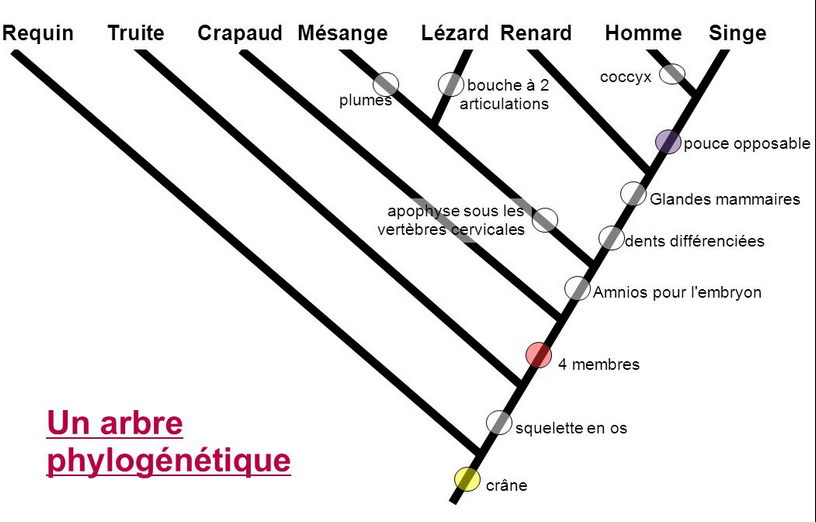 Requin Truite Crapaud Mésange Lézard Renard Homme Singe
coccyx
plumes
bouche à 2
articulations
pouce opposable
Glandes mammaires
apophyse sous les
vertèbres cervicales
dents différenciées
Amnios pour l'embryon
4 membres
Un arbre
phylogénétique
squelette en os
crâne